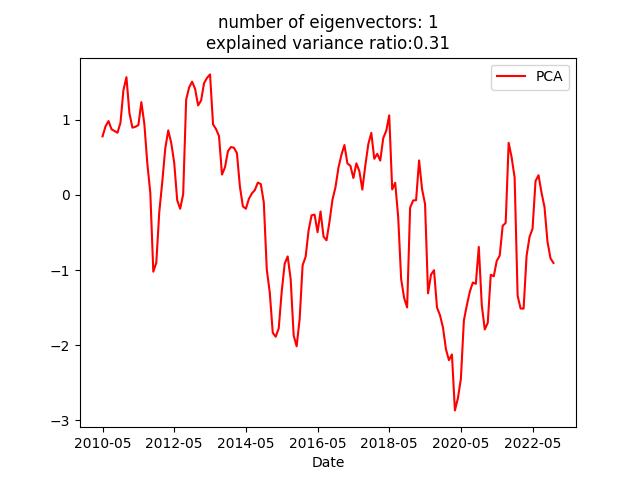 number of eigenvectors: 1
explained variance ratio:0.31
PCA
1
0
−1
−2
−3
2010-05 2012-05 2014-05 2016-05 2018-05 2020-05 2022-05
Date